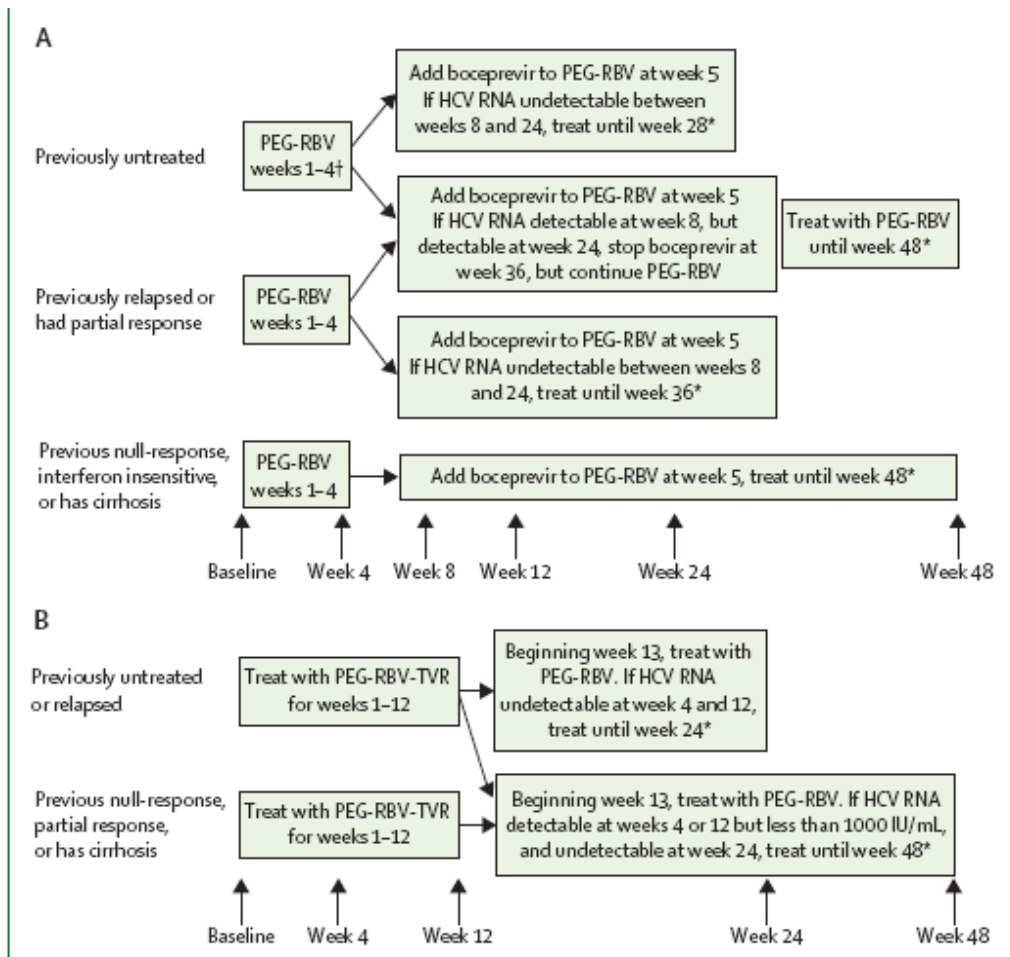 A
Previously untreated
PEG-RBV
weeks 1–4†
Add boceprevir to PEG-RBV at week 5
If HCV RNA undetectable between
weeks 8 and 24, treat until week 28*
Add boceprevir to PEG-RBV at week 5
If HCV RNA detectable at week 8, but
detectable at week 24, stop boceprevir at
week 36, but continue PEG-RBV
Treat with PEG-RBV
until week 48*
Previously relapsed or
had partial response
PEG-RBV
weeks 1–4
Add boceprevir to PEG-RBV at week 5
If HCV RNA undetectable between weeks 8
and 24, treat until week 36*
Previous null-response,
interferon insensitive,
or has cirrhosis
PEG-RBV
weeks 1–4
Add boceprevir to PEG-RBV at week 5, treat until week 48*
Baseline
Week 4
Week 8
Week 12
Week 24
Week 48
B
Previously untreated
or relapsed
Treat with PEG-RBV-TVR
for weeks 1–12
Beginning week 13, treat with
PEG-RBV. If HCV RNA
undetectable at week 4 and 12,
treat until week 24*
Previous null-response,
partial response,
or has cirrhosis
Treat with PEG-RBV-TVR
for weeks 1–12
Beginning week 13, treat with PEG-RBV. If HCV RNA
detectable at weeks 4 or 12 but less than 1000 IU/mL,
and undetectable at week 24, treat until week 48*
Baseline
Week 4
Week 12
Week 24
Week 48